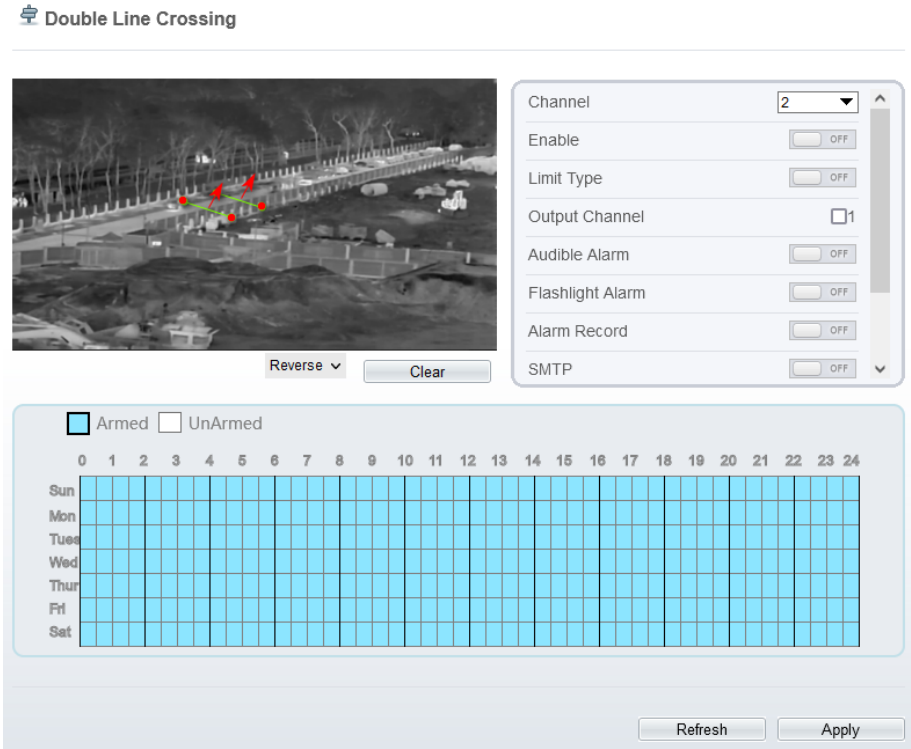 Double Line Crossing
Channel 2
Enable OFF
Limit Type OFF
Output Channel 1
Audible Alarm OFF
Flashlight Alarm OFF
Alarm Record OFF
SMTP OFF
Reverse Clear
Armed UnArmed
0 1 2 3 4 5 6 7 8 9 10 11 12 13 14 15 16 17 18 19 20 21 22 23 24
Sun
Mon
Tues
Wed
Thur
Fri
Sat
Refresh Apply